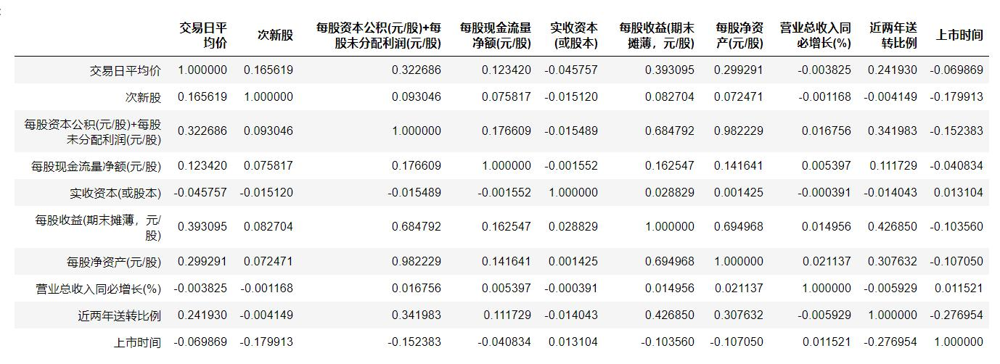 交易日平均价 次新股 每股资本公积(元/股)+每股未分配利润(元/股) 每股现金流量净额(元/股) 实收资本(或股本) 每股收益(期末摊薄，元/股) 每股净资产(元/股) 营业总收入同必增长(%) 近两年送转比例 上市时间
交易日平均价 1.000000 0.165619 0.322686 0.123420 -0.045757 0.393095 0.299291 -0.003825 0.241930 -0.069869
次新股 0.165619 1.000000 0.093046 0.075817 -0.015120 0.082704 0.072471 -0.001168 -0.004149 -0.179913
每股资本公积(元/股)+每股未分配利润(元/股) 0.322686 0.093046 1.000000 0.176609 -0.015489 0.684792 0.982229 0.016756 0.341983 -0.152383
每股现金流量净额(元/股) 0.123420 0.075817 0.176609 1.000000 -0.001552 0.162547 0.141641 0.005397 0.111729 -0.040834
实收资本(或股本) -0.045757 -0.015120 -0.015489 -0.001552 1.000000 0.028829 0.001425 -0.000391 -0.014043 0.013104
每股收益(期末摊薄，元/股) 0.393095 0.082704 0.684792 0.162547 0.028829 1.000000 0.694968 0.014956 0.426850 -0.103560
每股净资产(元/股) 0.299291 0.072471 0.982229 0.141641 0.001425 0.694968 1.000000 0.021137 0.307632 -0.107050
营业总收入同必增长(%) -0.003825 -0.001168 0.016756 0.005397 -0.000391 0.014956 0.021137 1.000000 -0.005929 0.011521
近两年送转比例 0.241930 -0.004149 0.341983 0.111729 -0.014043 0.426850 0.307632 -0.005929 1.000000 -0.276954
上市时间 -0.069869 -0.179913 -0.152383 -0.040834 0.013104 -0.103560 -0.107050 0.011521 -0.276954 1.000000